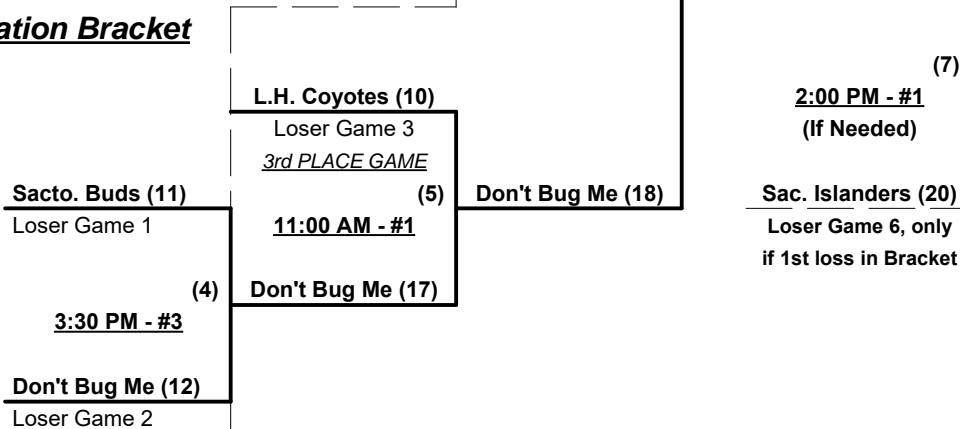 ation Bracket
(7)
L.H. Coyotes (10)
2:00 PM - #1
Loser Game 3
(If Needed)
3rd PLACE GAME
Sacto. Buds (11)
(5)
Don't Bug Me (18)
Sac. Islanders (20)
Loser Game 1
11:00 AM - #1
Loser Game 6, only
if 1st loss in Bracket
(4)
Don't Bug Me (17)
3:30 PM - #3
Don't Bug Me (12)
Loser Game 2